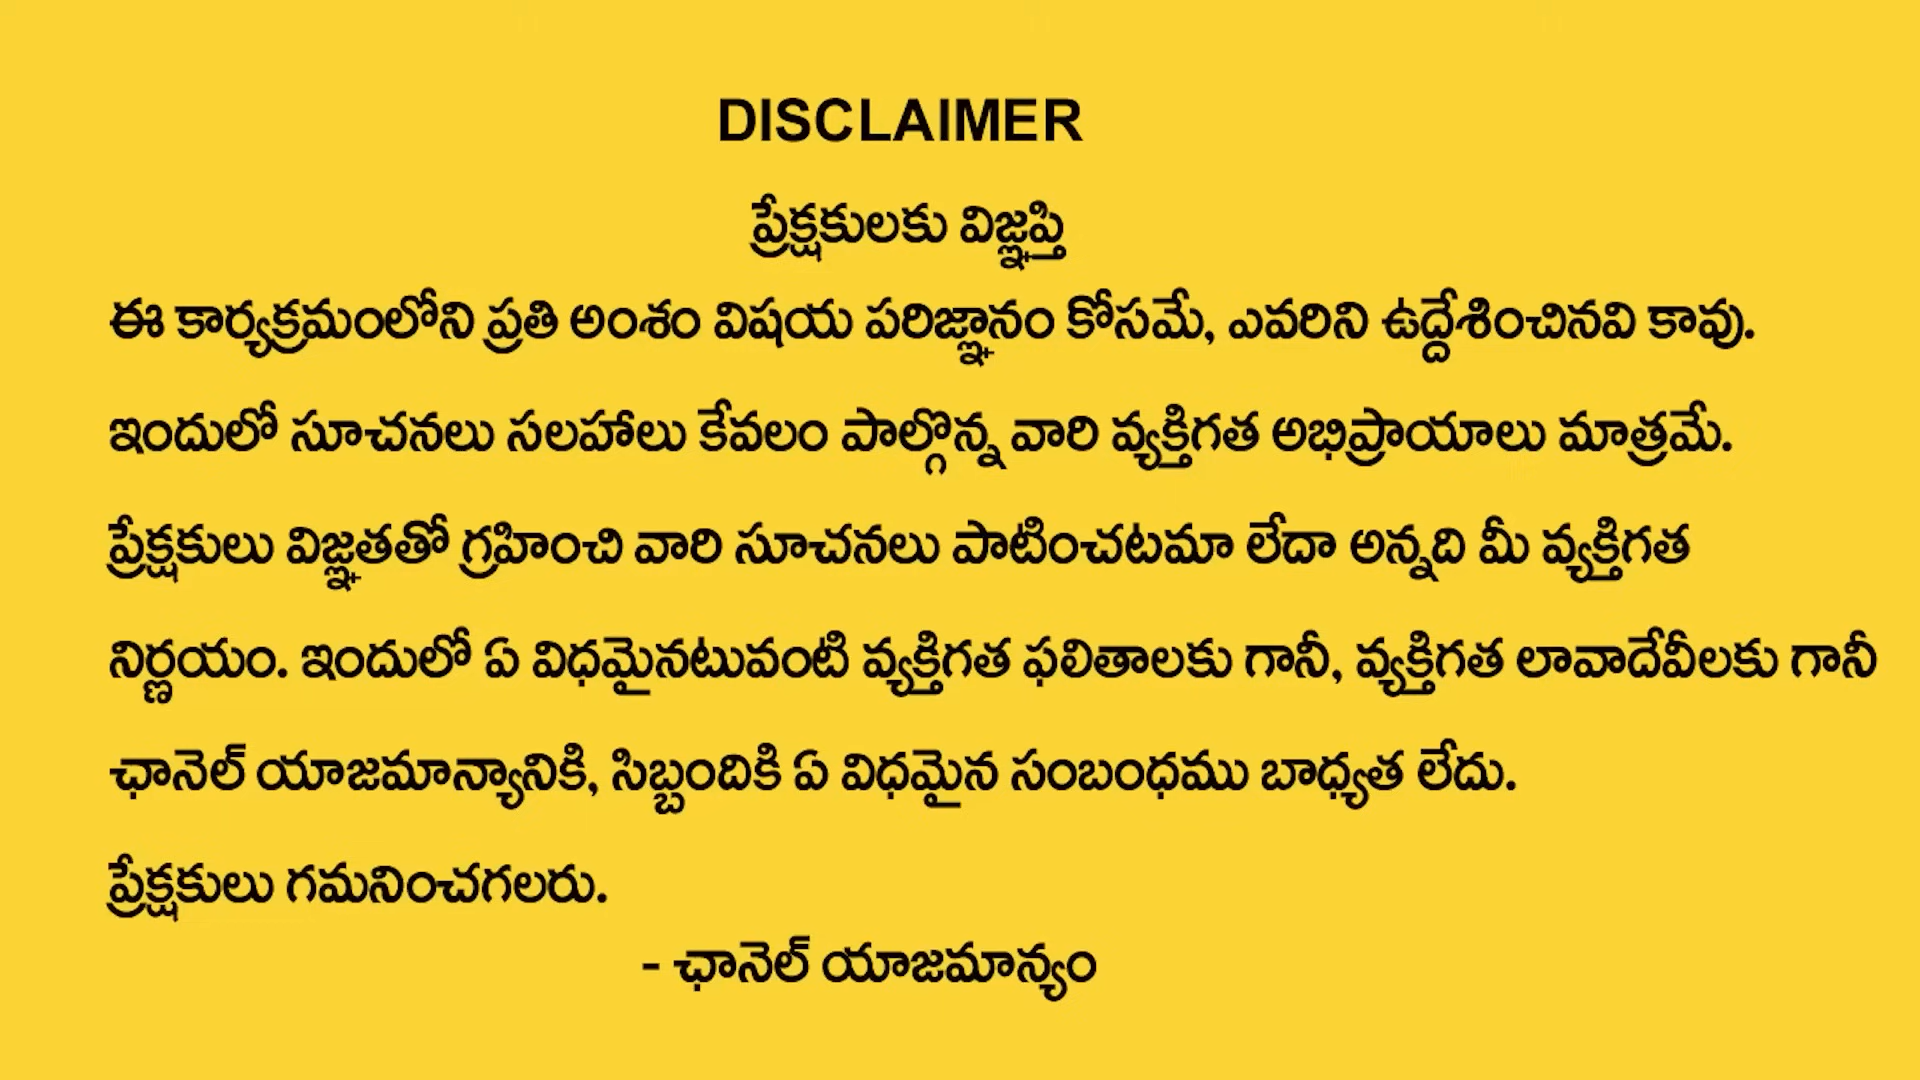 DISCLAIMER
ప్రేక్షకులకు విజ్ఞప్తి
ఈ కార్యక్రమంలోని ప్రతి అంశం విషయ పరిజ్ఞానం కోసమే, ఎవరిని ఉద్దేశించినవి కావు.
ఇందులో సూచనలు సలహాలు కేవలం పాల్గొన్న వారి వ్యక్తిగత అభిప్రాయాలు మాత్రమే.
ప్రేక్షకులు విజ్ఞతతో గ్రహించి వారి సూచనలు పాటించటమా లేదా అన్నది మీ వ్యక్తిగత
నిర్ణయం. ఇందులో ఏ విధమైనటువంటి వ్యక్తిగత ఫలితాలకు గానీ, వ్యక్తిగత లావాదేవీలకు గానీ
ఛానెల్ యాజమాన్యానికి, సిబ్బందికి ఏ విధమైన సంబంధము బాధ్యత లేదు.
ప్రేక్షకులు గమనించగలరు.
- ఛానెల్ యాజమాన్యం